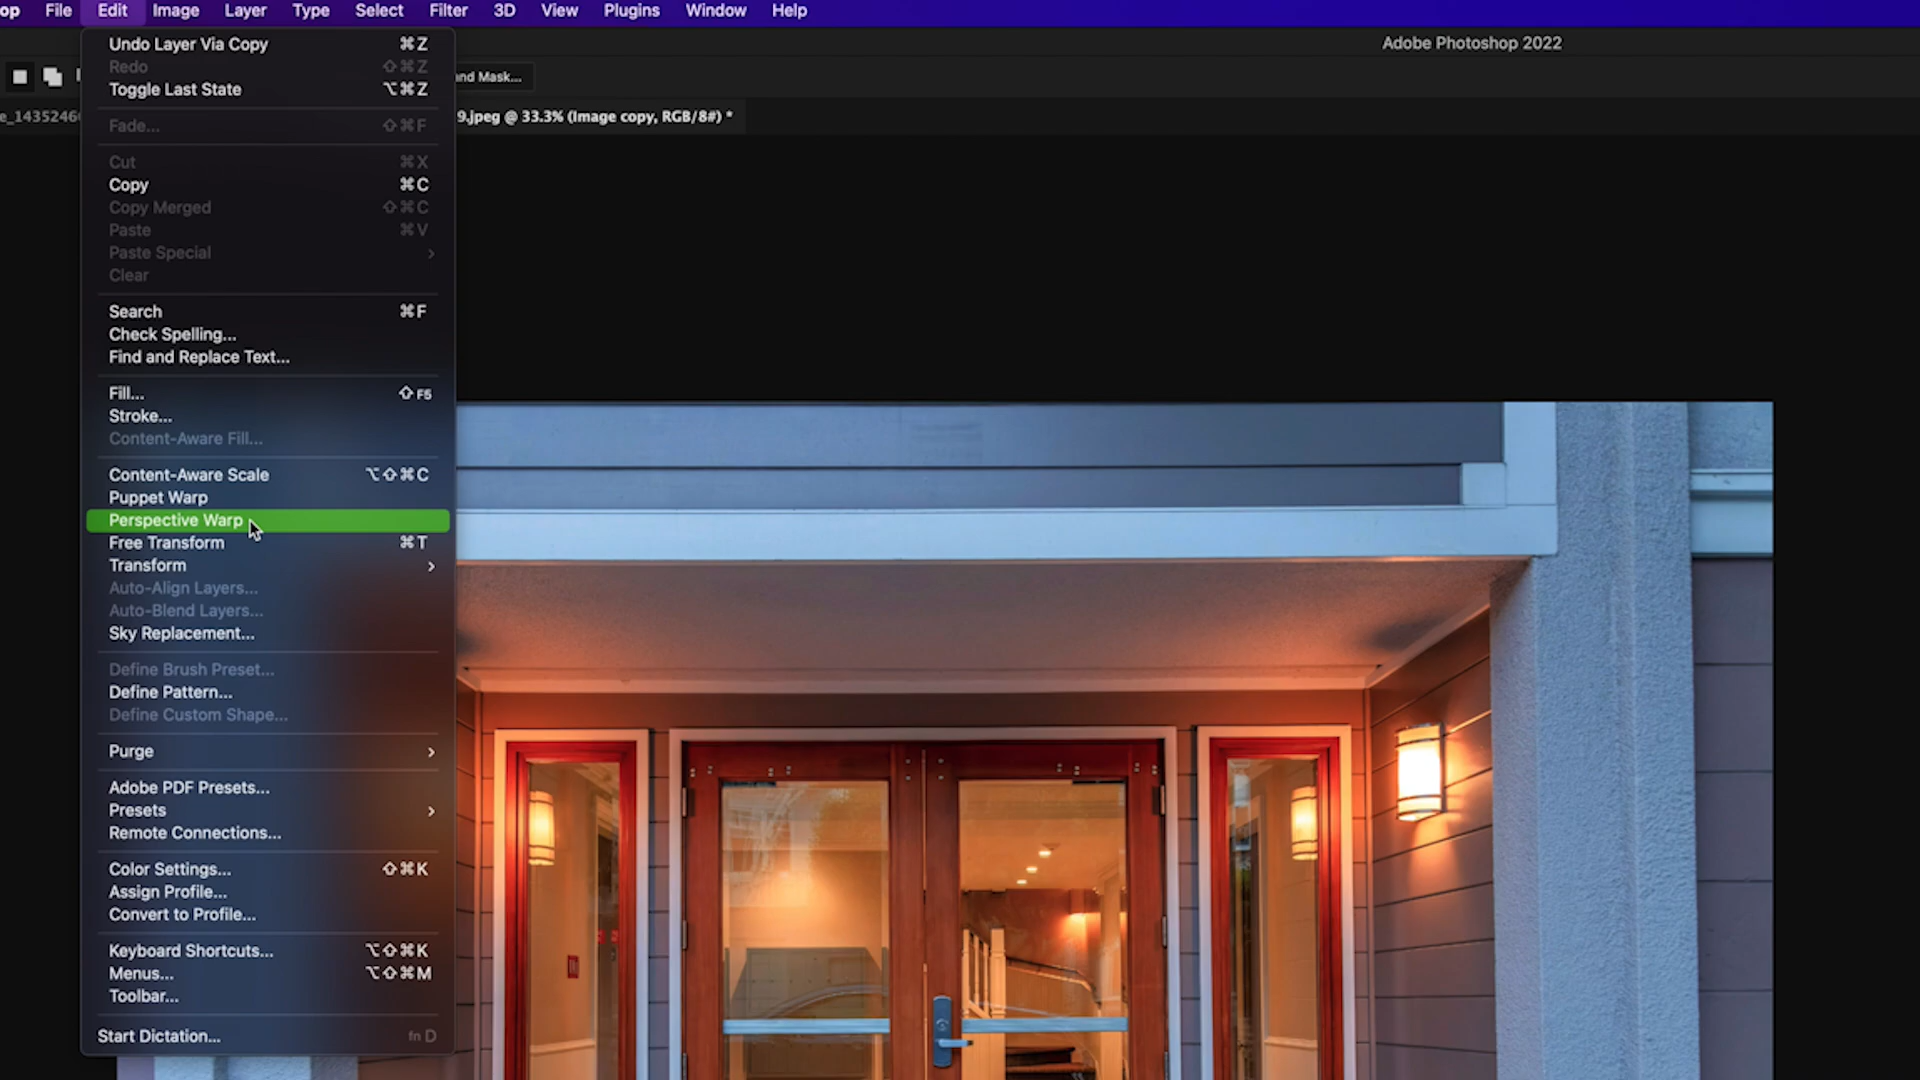 op File Edit Image Layer Type Select Filter 3D View Plugins Window Help
Adobe Photoshop 2022
nd Mask...
e_143524 9.jpeg @ 33.3% (Image copy, RGB/8#) *
Undo Layer Via Copy ⌘Z
Redo ⇧⌘Z
Toggle Last State ⌥⌘Z
Fade... ⇧⌘F
Cut ⌘X
Copy ⌘C
Copy Merged ⇧⌘C
Paste ⌘V
Paste Special ›
Clear
Search ⌘F
Check Spelling...
Find and Replace Text...
Fill... ⇧F5
Stroke...
Content-Aware Fill...
Content-Aware Scale ⌥⇧⌘C
Puppet Warp
Perspective Warp
Free Transform ⌘T
Transform ›
Auto-Align Layers...
Auto-Blend Layers...
Sky Replacement...
Define Brush Preset...
Define Pattern...
Define Custom Shape...
Purge ›
Adobe PDF Presets...
Presets ›
Remote Connections...
Color Settings... ⇧⌘K
Assign Profile...
Convert to Profile...
Keyboard Shortcuts... ⌥⇧⌘K
Menus... ⌥⇧⌘M
Toolbar...
Start Dictation... fn D